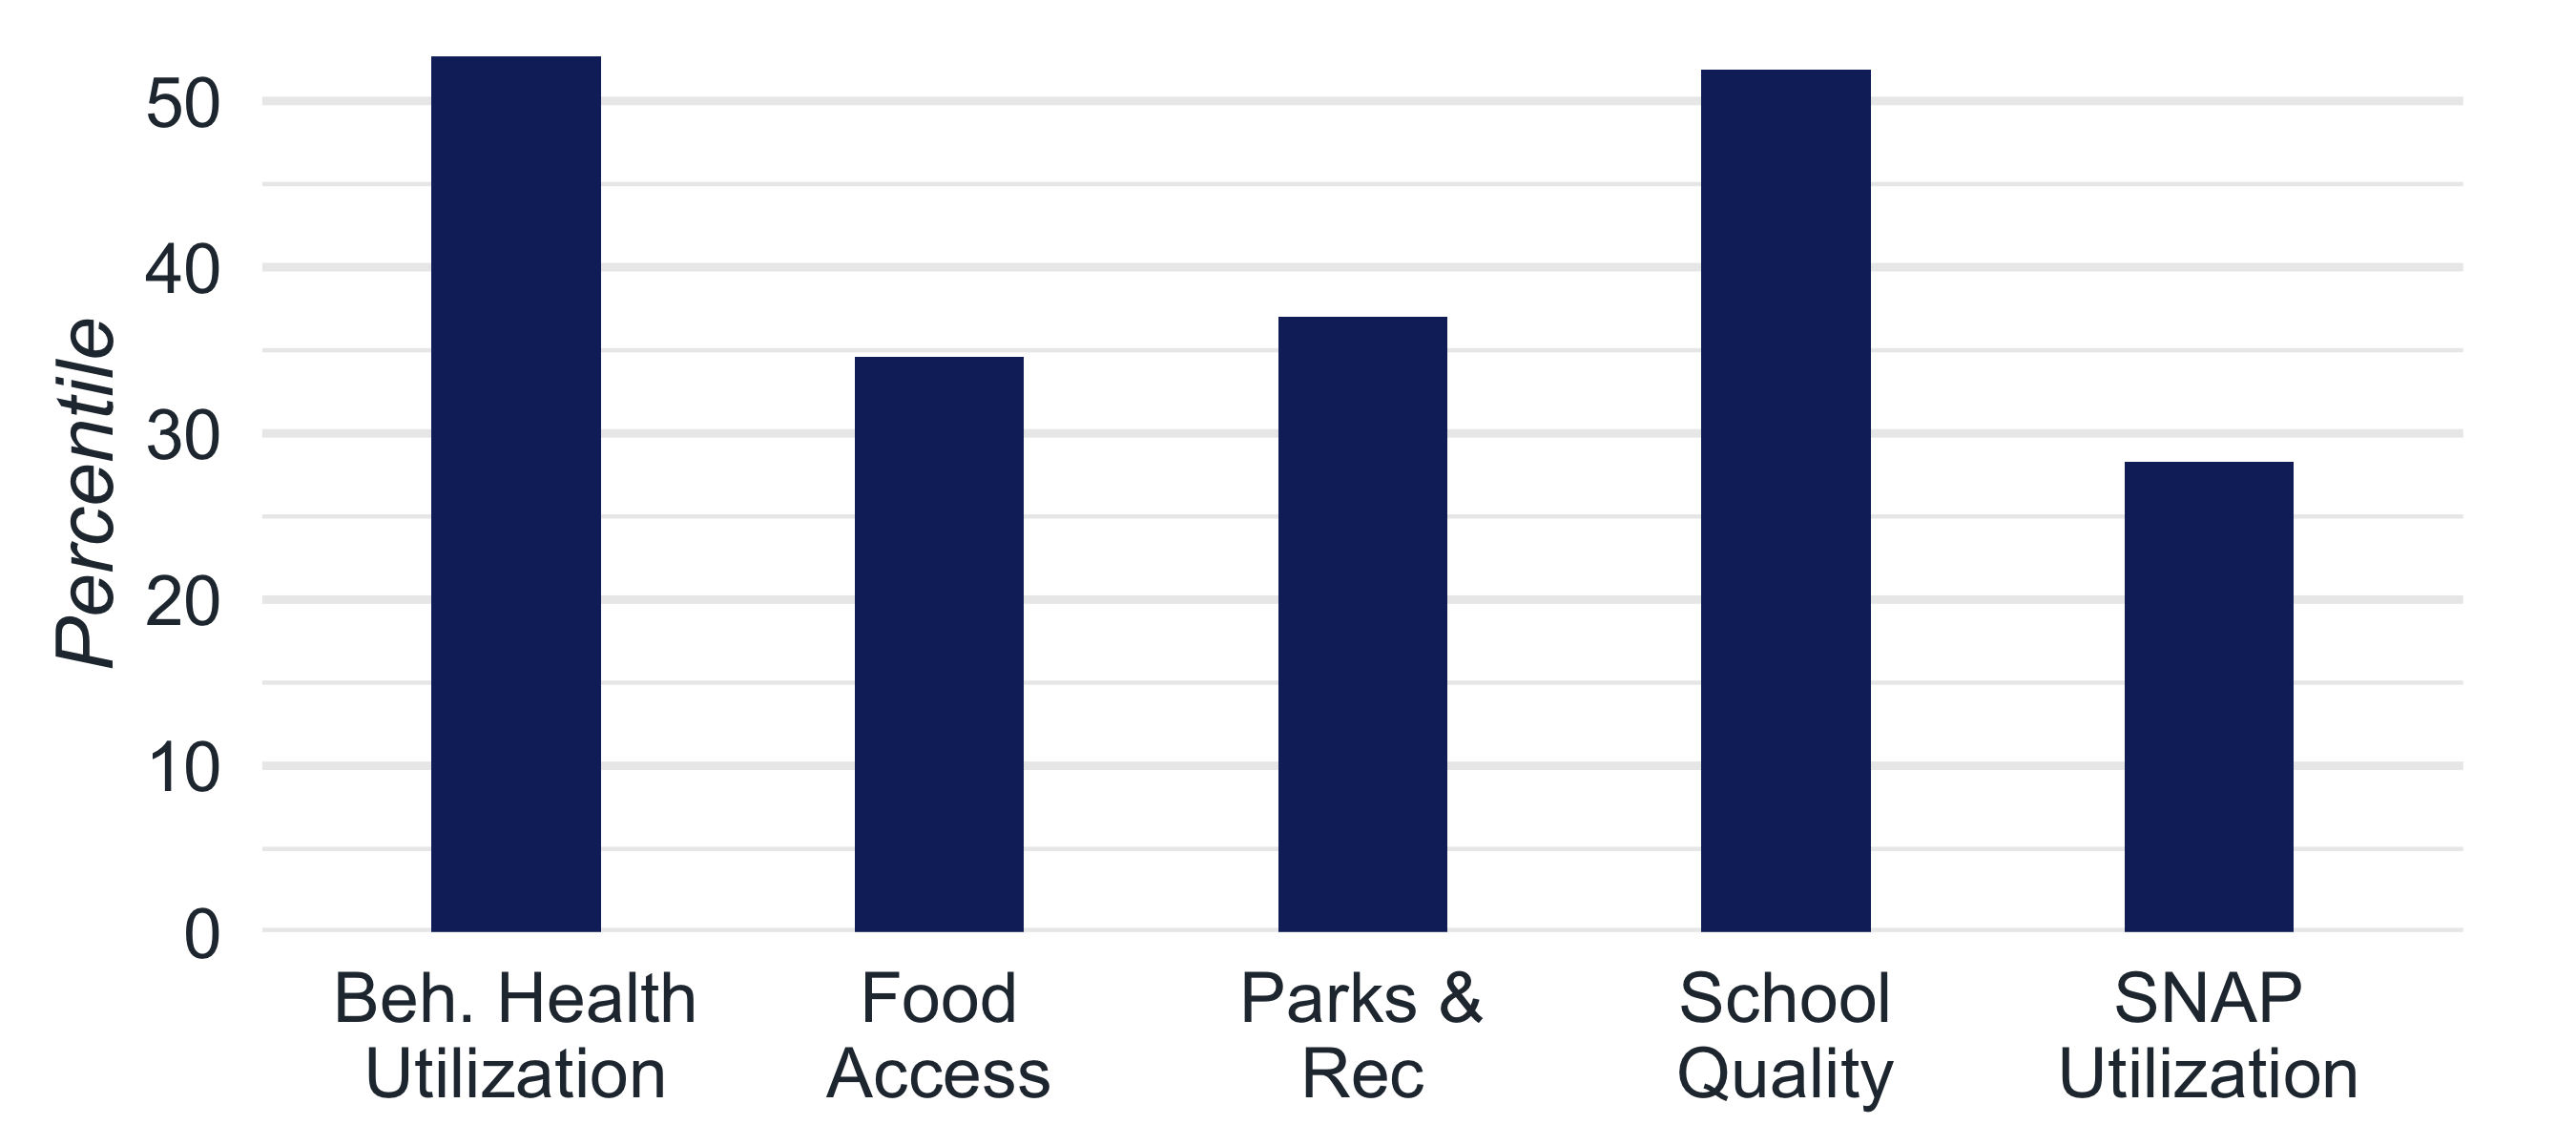 Percentile
50
40
30
20
10
0
Beh. Health
Utilization
Food
Access
Parks &
Rec
School
Quality
SNAP
Utilization